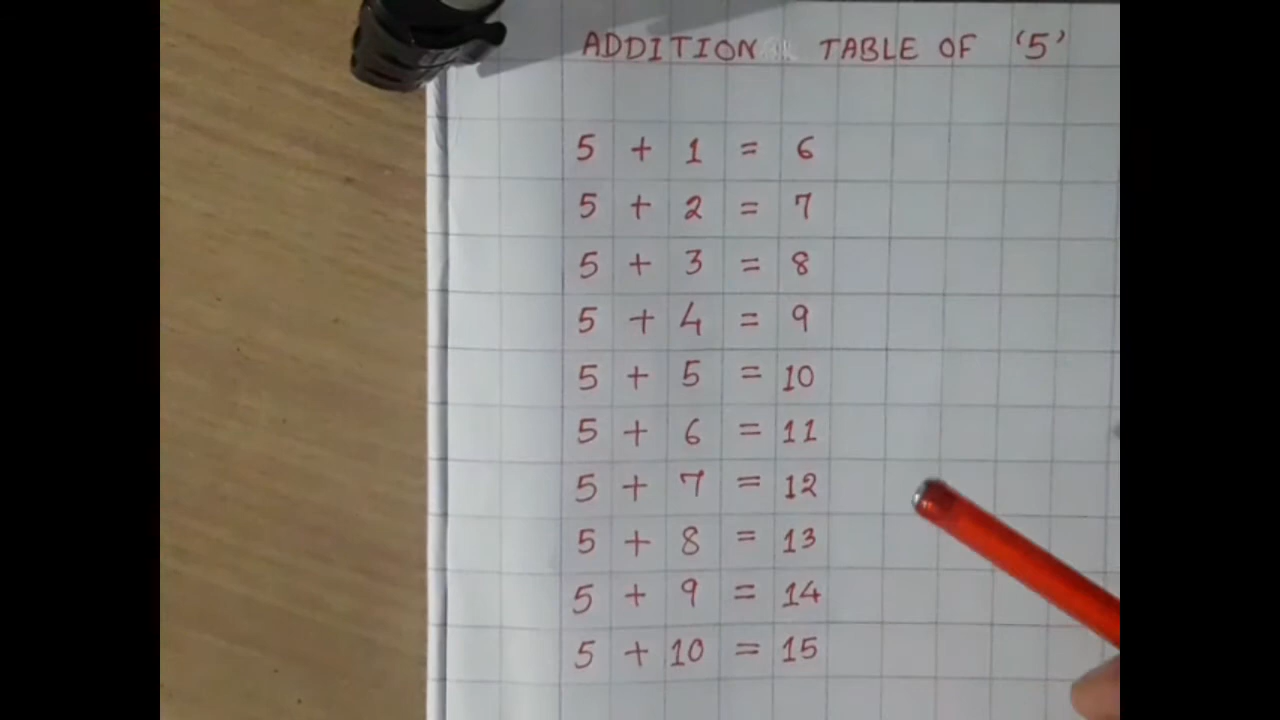 ADDITION TABLE OF '5'
5 + 1 = 6
5 + 2 = 7
5 + 3 = 8
5 + 4 = 9
5 + 5 = 10
5 + 6 = 11
5 + 7 = 12
5 + 8 = 13
5 + 9 = 14
5 + 10 = 15